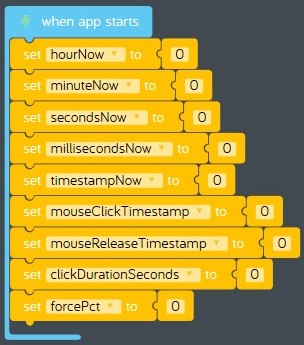 when app starts
set hourNow to 0
set minuteNow to 0
set secondsNow to 0
set millisecondsNow to 0
set timestampNow to 0
set mouseClickTimestamp to 0
set mouseReleaseTimestamp to 0
set clickDurationSeconds to 0
set forcePct to 0